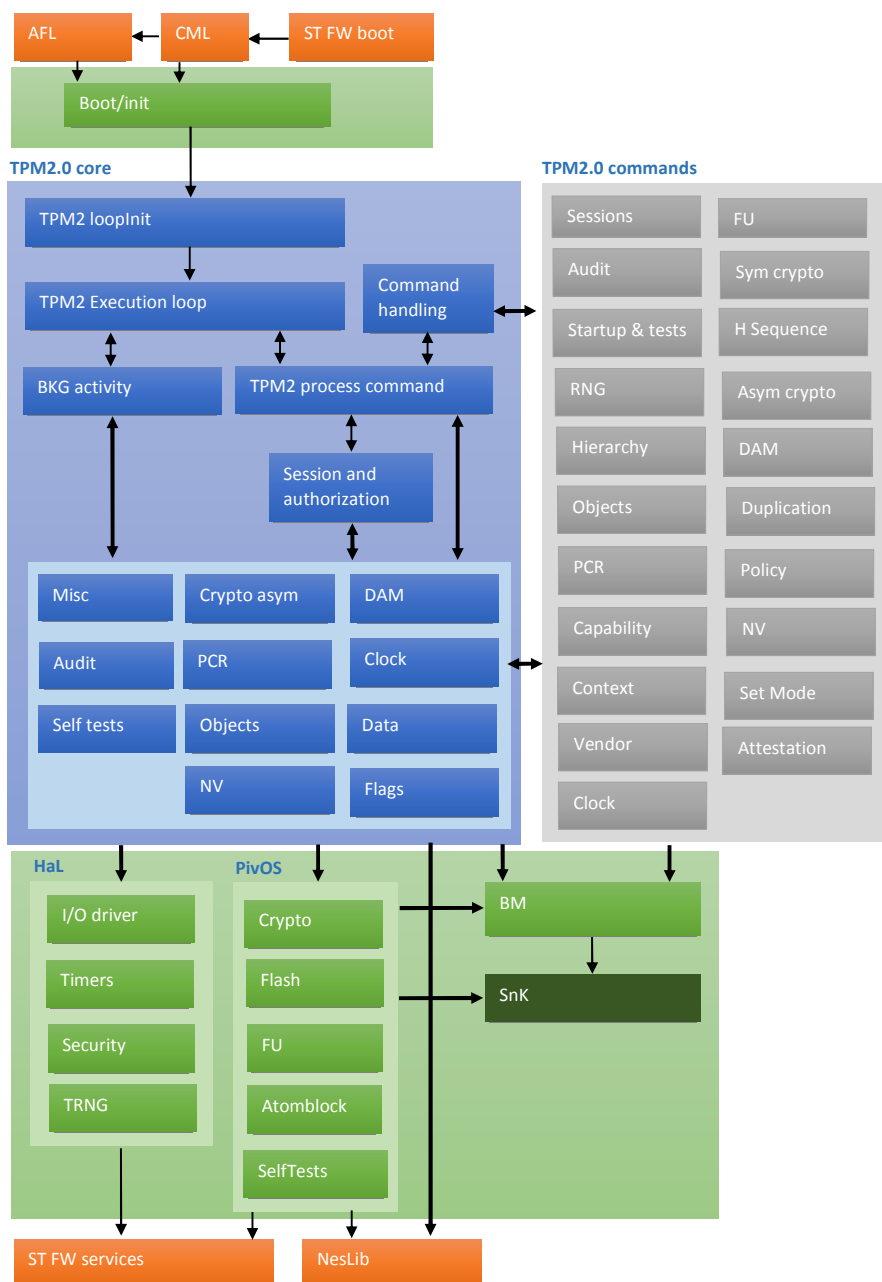 AFL
CML
ST FW boot
Boot/init
TPM2.0 core
TPM2 loopInit
TPM2 Execution loop
Command
handling
BKG activity
TPM2 process command
Session and
authorization
Misc
Crypto asym
DAM
Audit
PCR
Clock
Self tests
Objects
Data
NV
Flags
TPM2.0 commands
Sessions
FU
Audit
Sym crypto
Startup & tests
H Sequence
RNG
Asym crypto
Hierarchy
DAM
Objects
Duplication
PCR
Policy
Capability
NV
Context
Set Mode
Vendor
Attestation
Clock
HaL
I/O driver
Timers
Security
TRNG
PivOS
Crypto
Flash
FU
Atomblock
SelfTests
BM
SnK
ST FW services
NesLib